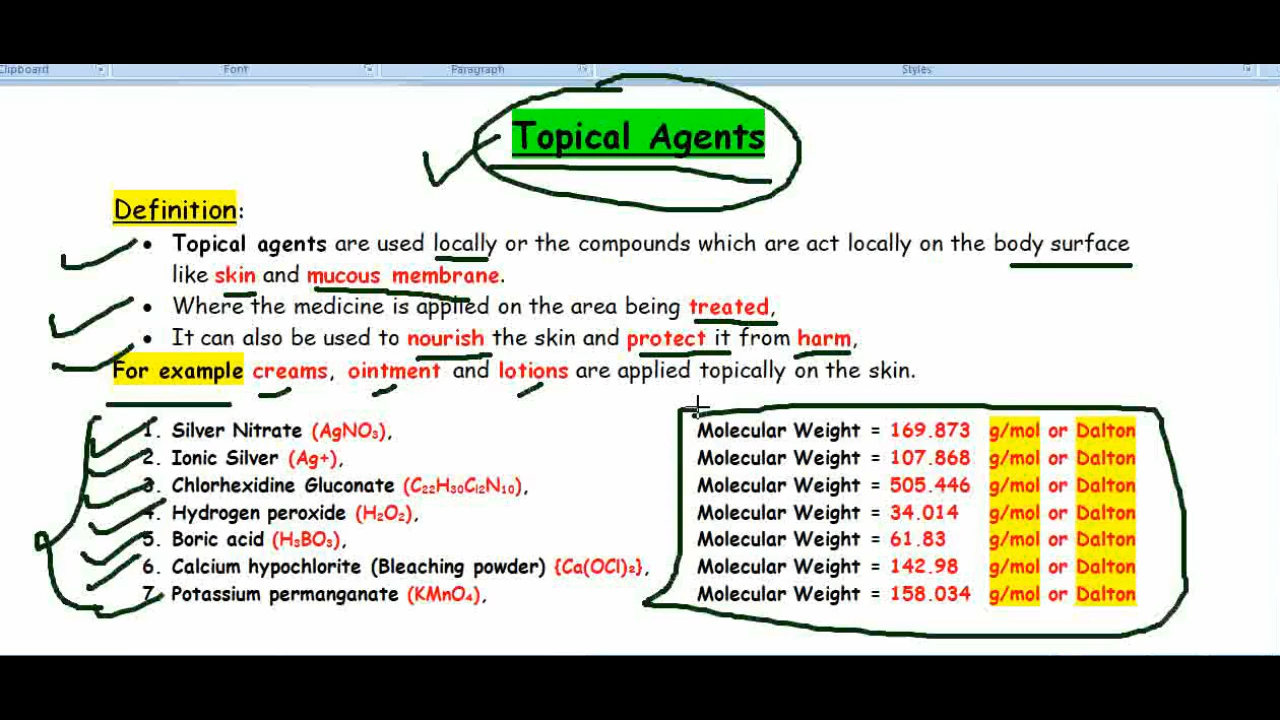 Clipboard Font Paragraph Styles
Topical Agents
Definition:
• Topical agents are used locally or the compounds which are act locally on the body surface
like skin and mucous membrane.
• Where the medicine is applied on the area being treated,
• It can also be used to nourish the skin and protect it from harm,
For example creams, ointment and lotions are applied topically on the skin.
1. Silver Nitrate (AgNO₃), Molecular Weight = 169.873 g/mol or Dalton
2. Ionic Silver (Ag+), Molecular Weight = 107.868 g/mol or Dalton
3. Chlorhexidine Gluconate (C₂₂H₃₀Cl₂N₁₀), Molecular Weight = 505.446 g/mol or Dalton
4. Hydrogen peroxide (H₂O₂), Molecular Weight = 34.014 g/mol or Dalton
5. Boric acid (H₃BO₃), Molecular Weight = 61.83 g/mol or Dalton
6. Calcium hypochlorite (Bleaching powder) {Ca(OCl)₂}, Molecular Weight = 142.98 g/mol or Dalton
7. Potassium permanganate (KMnO₄), Molecular Weight = 158.034 g/mol or Dalton